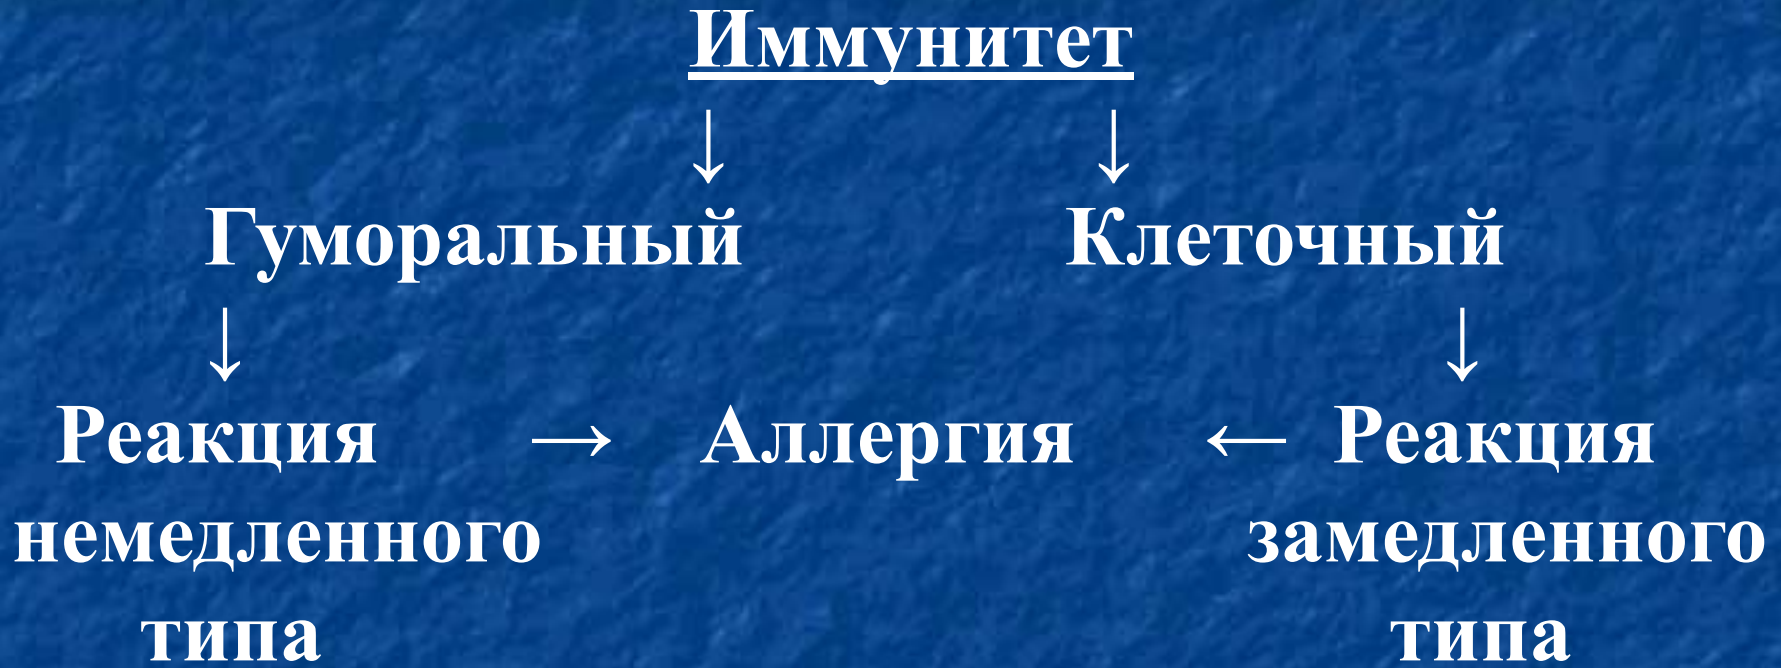 Иммунитет
↓ ↓
Гуморальный Клеточный
↓ ↓
Реакция → Аллергия ← Реакция
немедленного замедленного
типа типа